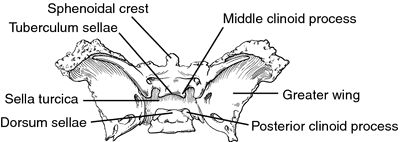 Sphenoidal crest
Middle clinoid process
Tuberculum sellae
Sella turcica
Greater wing
Dorsum sellae
Posterior clinoid process